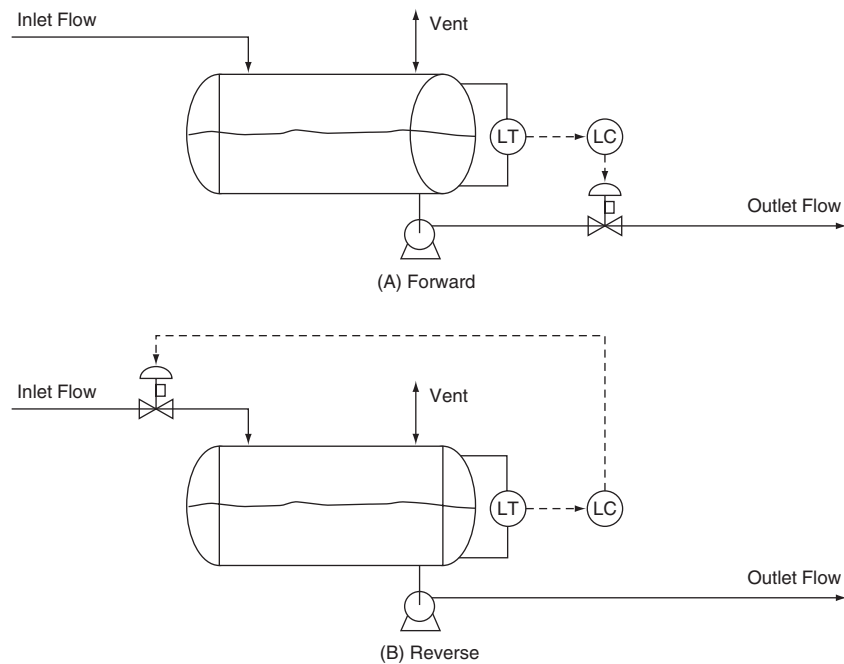 Inlet Flow
Vent
LT
LC
Outlet Flow
(A) Forward
Inlet Flow
Vent
LT
LC
Outlet Flow
(B) Reverse